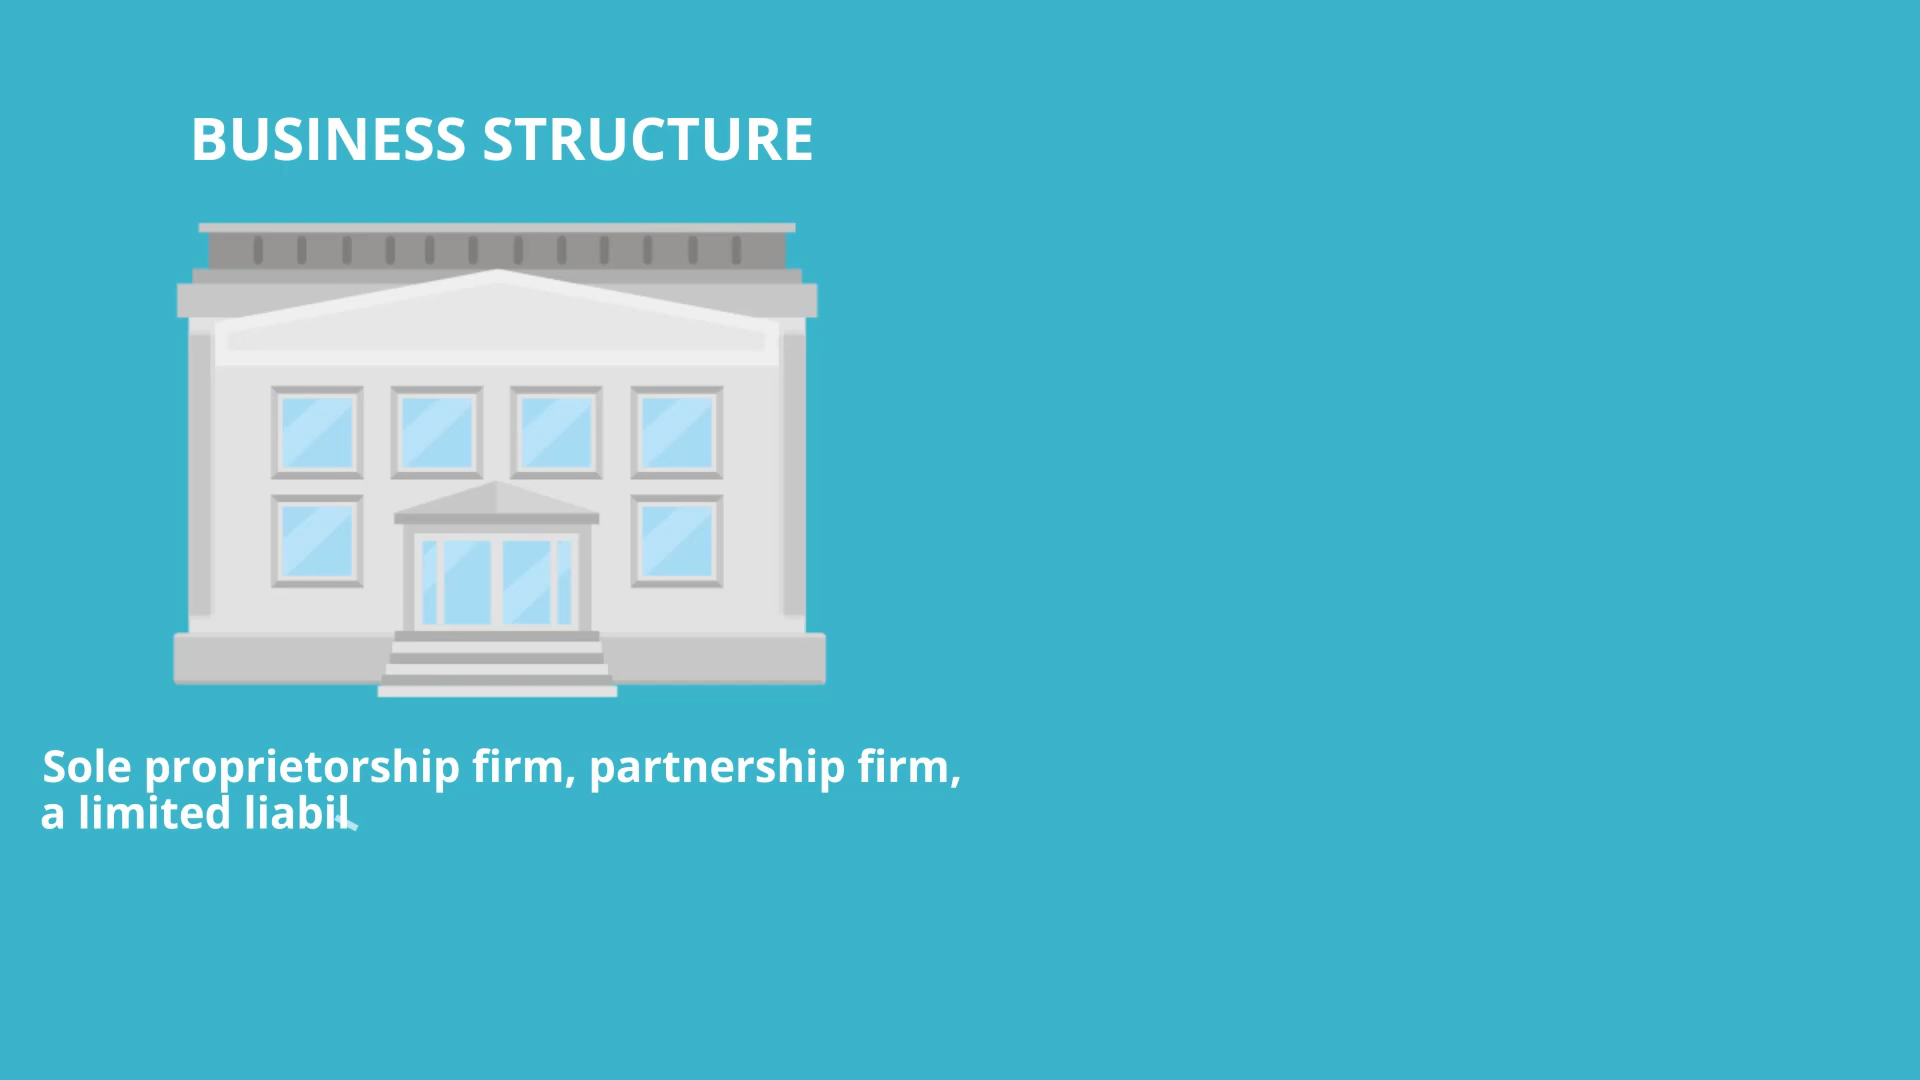 BUSINESS STRUCTURE
Sole proprietorship firm, partnership firm,
a limited liabil